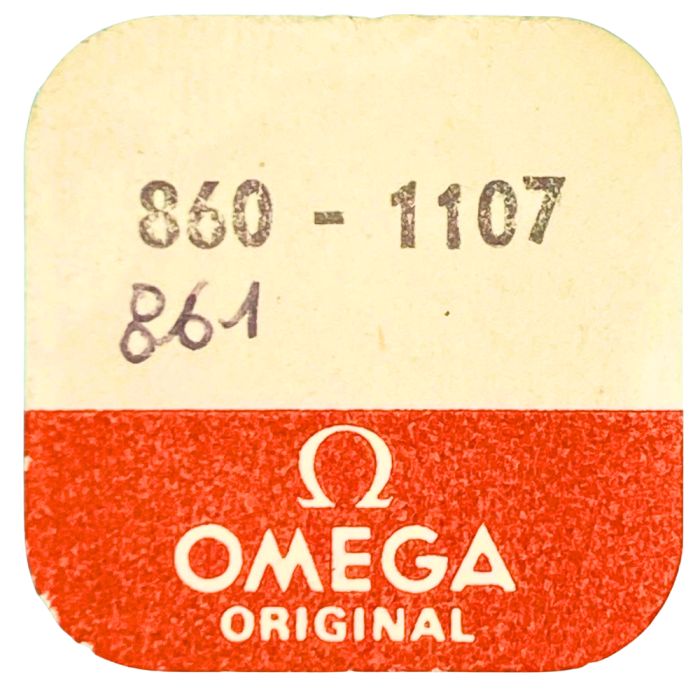 860 - 1107
861
Ω
OMEGA
ORIGINAL